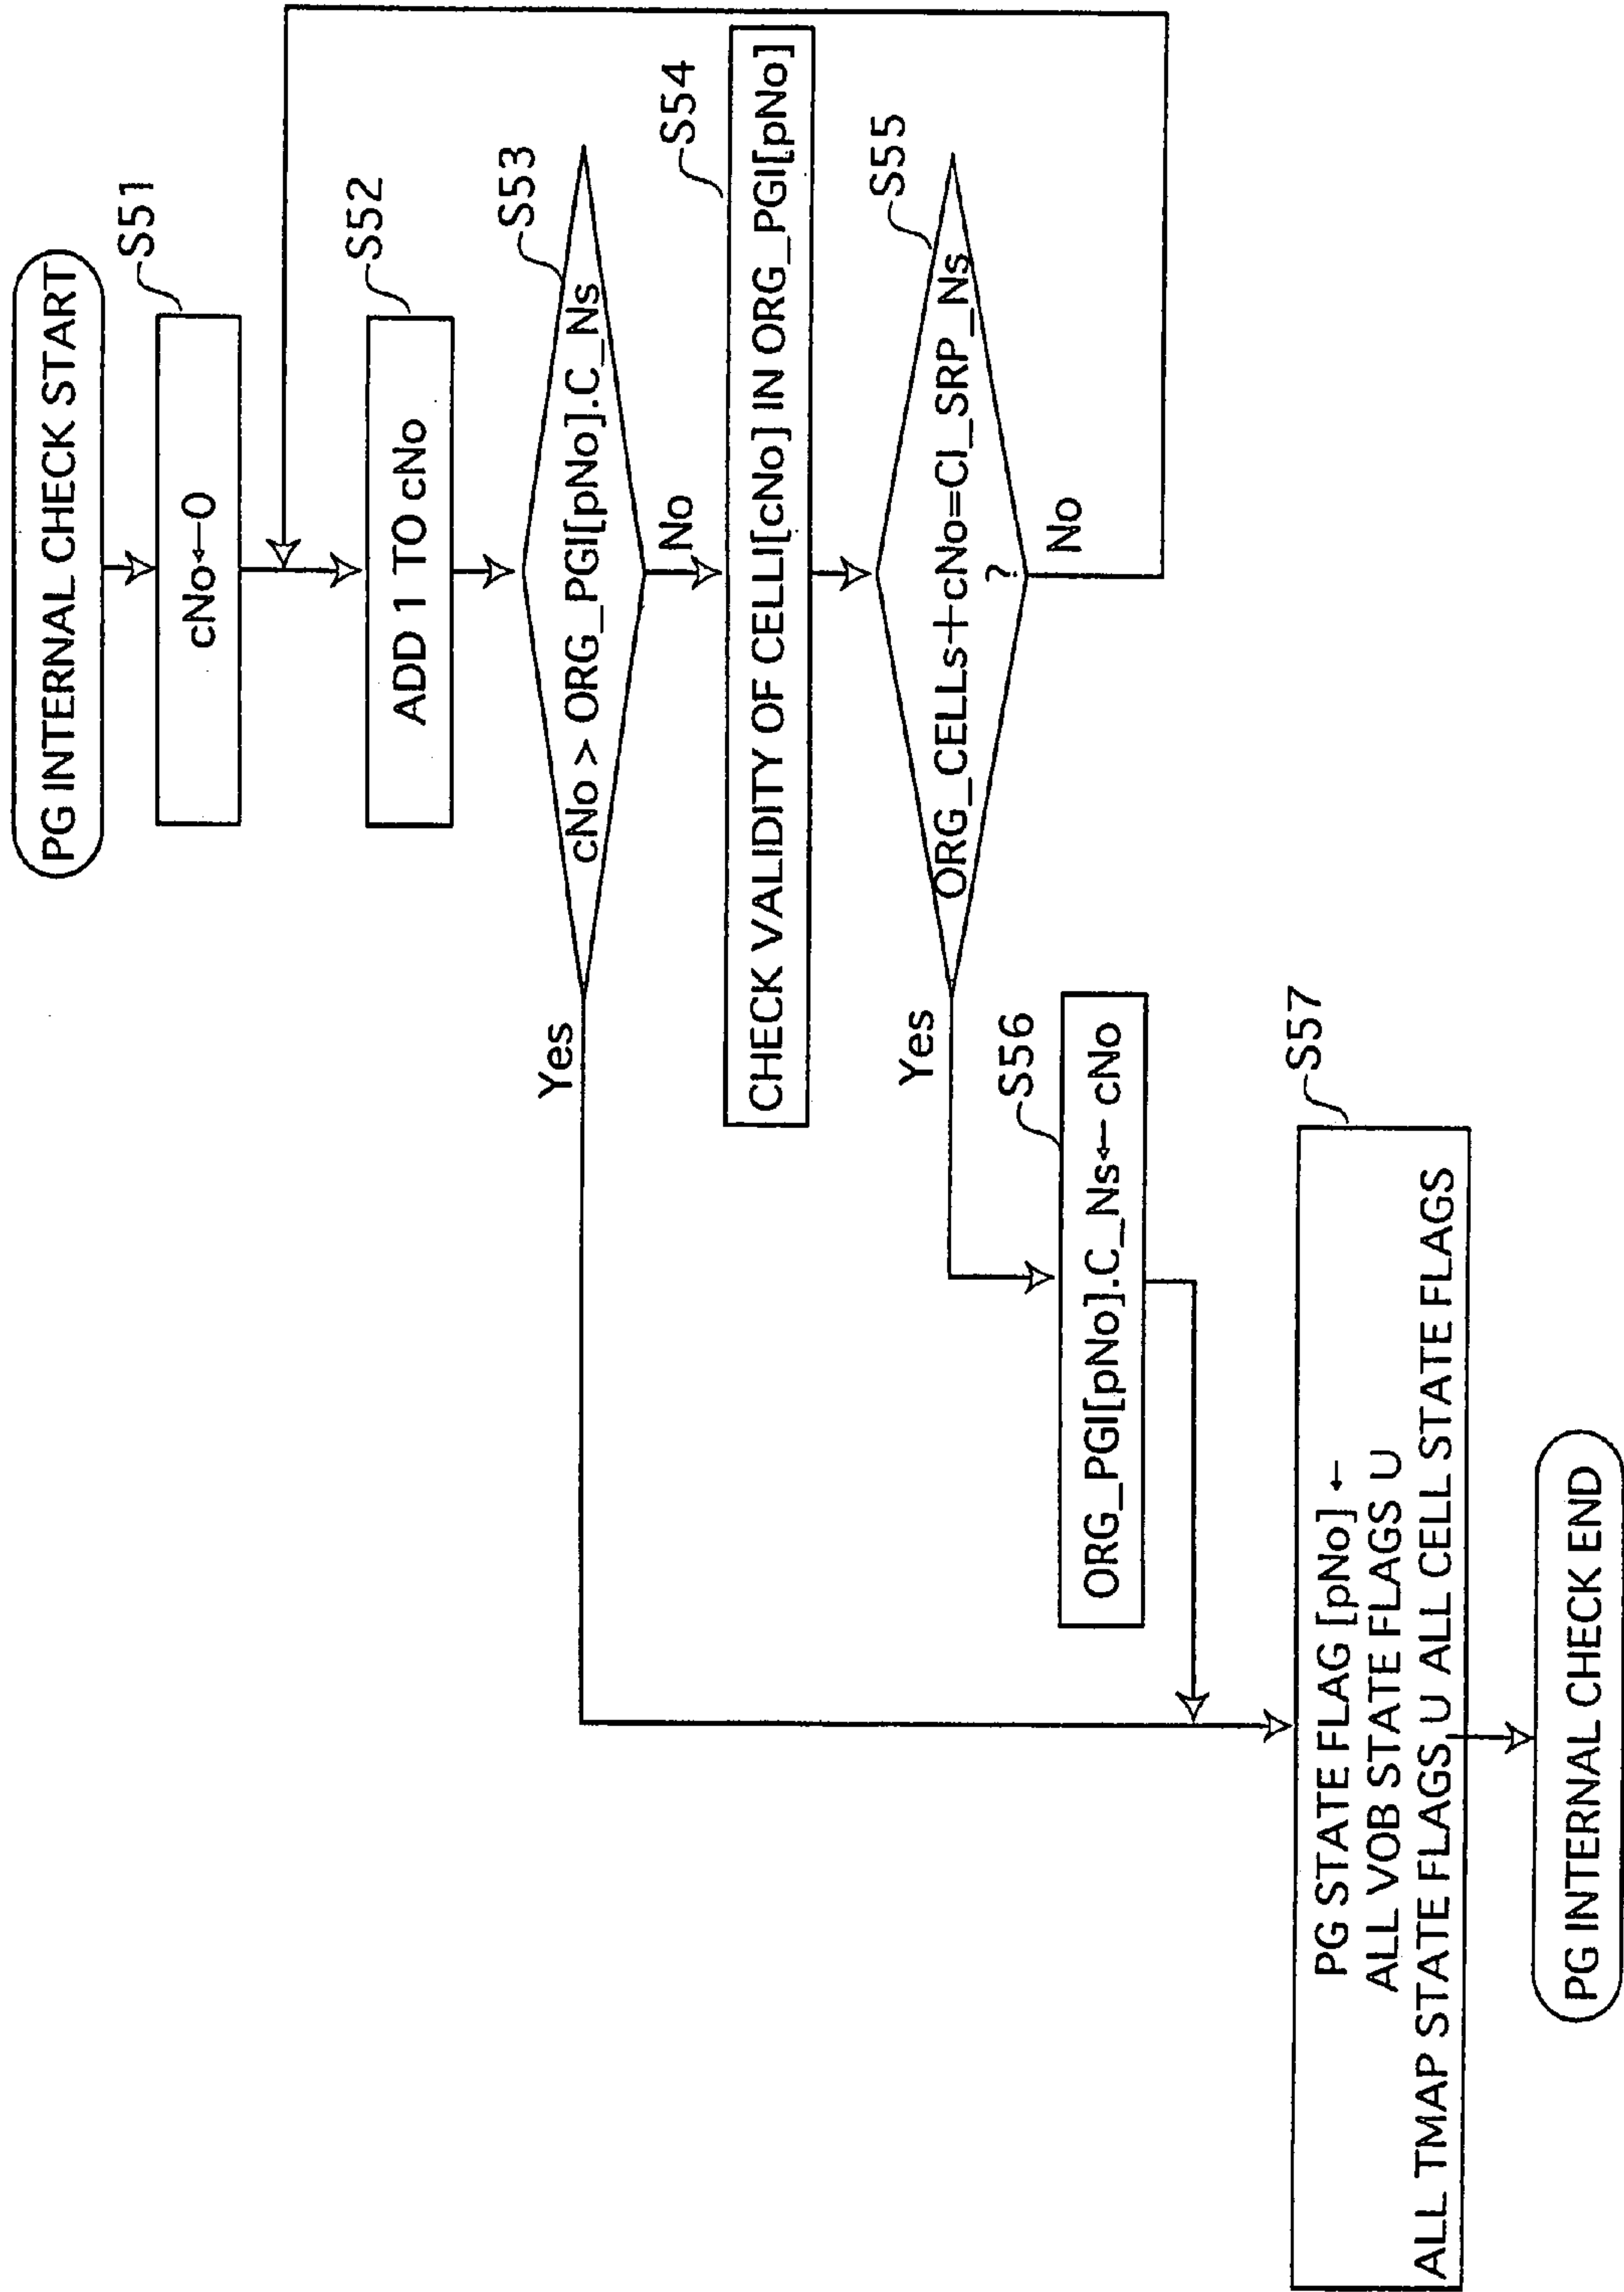 PG INTERNAL CHECK START
S51
cNo←0
S52
ADD 1 TO cNo
S53
cNo > ORG_PGI[pNo].C_Ns
Yes
No
S54
CHECK VALIDITY OF CELLI[cNo] IN ORG_PGI[pNo]
S55
ORG_CELLs+cNo=CI_SRP_Ns
?
Yes
No
S56
ORG_PGI[pNo].C_Ns← cNo
S57
PG STATE FLAG [pNo] ←
ALL VOB STATE FLAGS U
ALL TMAP STATE FLAGS U ALL CELL STATE FLAGS
PG INTERNAL CHECK END